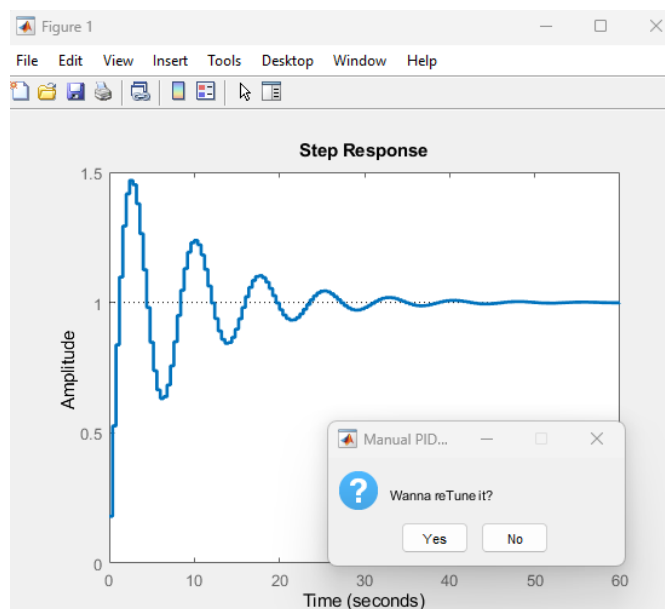 Figure 1
File Edit View Insert Tools Desktop Window Help
Step Response
1.5
1
0.5
0
Amplitude
Manual PID...
Wanna reTune it?
Yes No
0 10 20 30 40 50 60
Time (seconds)